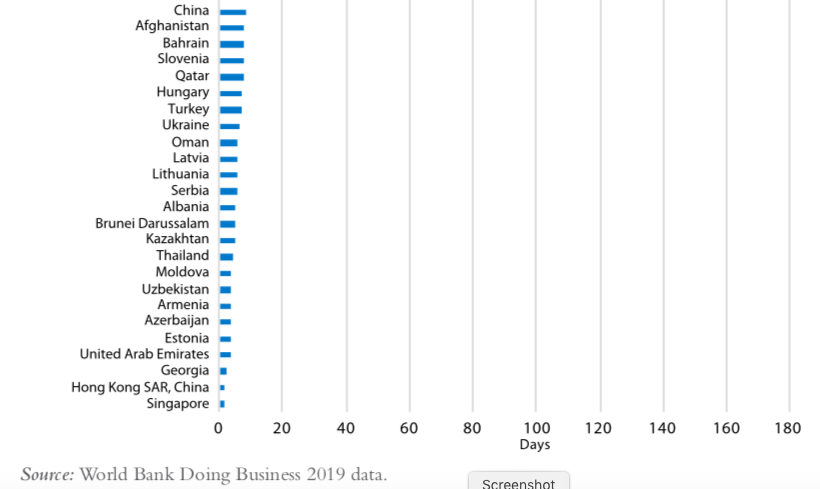 China
Afghanistan
Bahrain
Slovenia
Qatar
Hungary
Turkey
Ukraine
Oman
Latvia
Lithuania
Serbia
Albania
Brunei Darussalam
Kazakhtan
Thailand
Moldova
Uzbekistan
Armenia
Azerbaijan
Estonia
United Arab Emirates
Georgia
Hong Kong SAR, China
Singapore
0 20 40 60 80 100 120 140 160 180
Days
Source: World Bank Doing Business 2019 data.
Screenshot